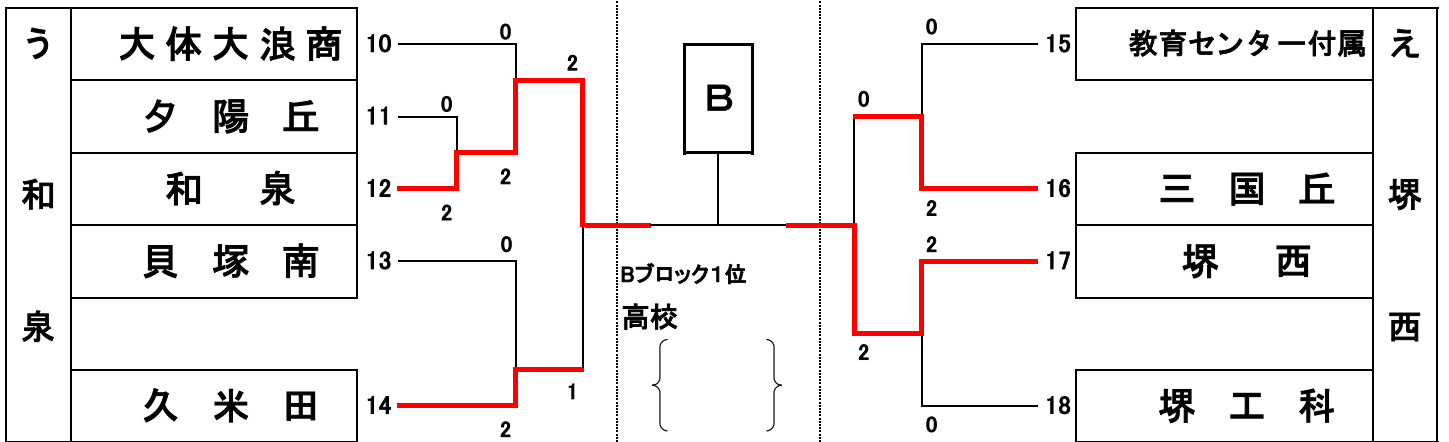 う 和 泉
大体大浪商 10
夕陽丘 11
和泉 12
貝塚南 13
久米田 14
0
0
2
2
2
0
1
2
B
Bブロック１位
高校
0
0
2
2
2
0
15 教育センター付属
16 三国丘
17 堺西
18 堺工科
え 堺 西